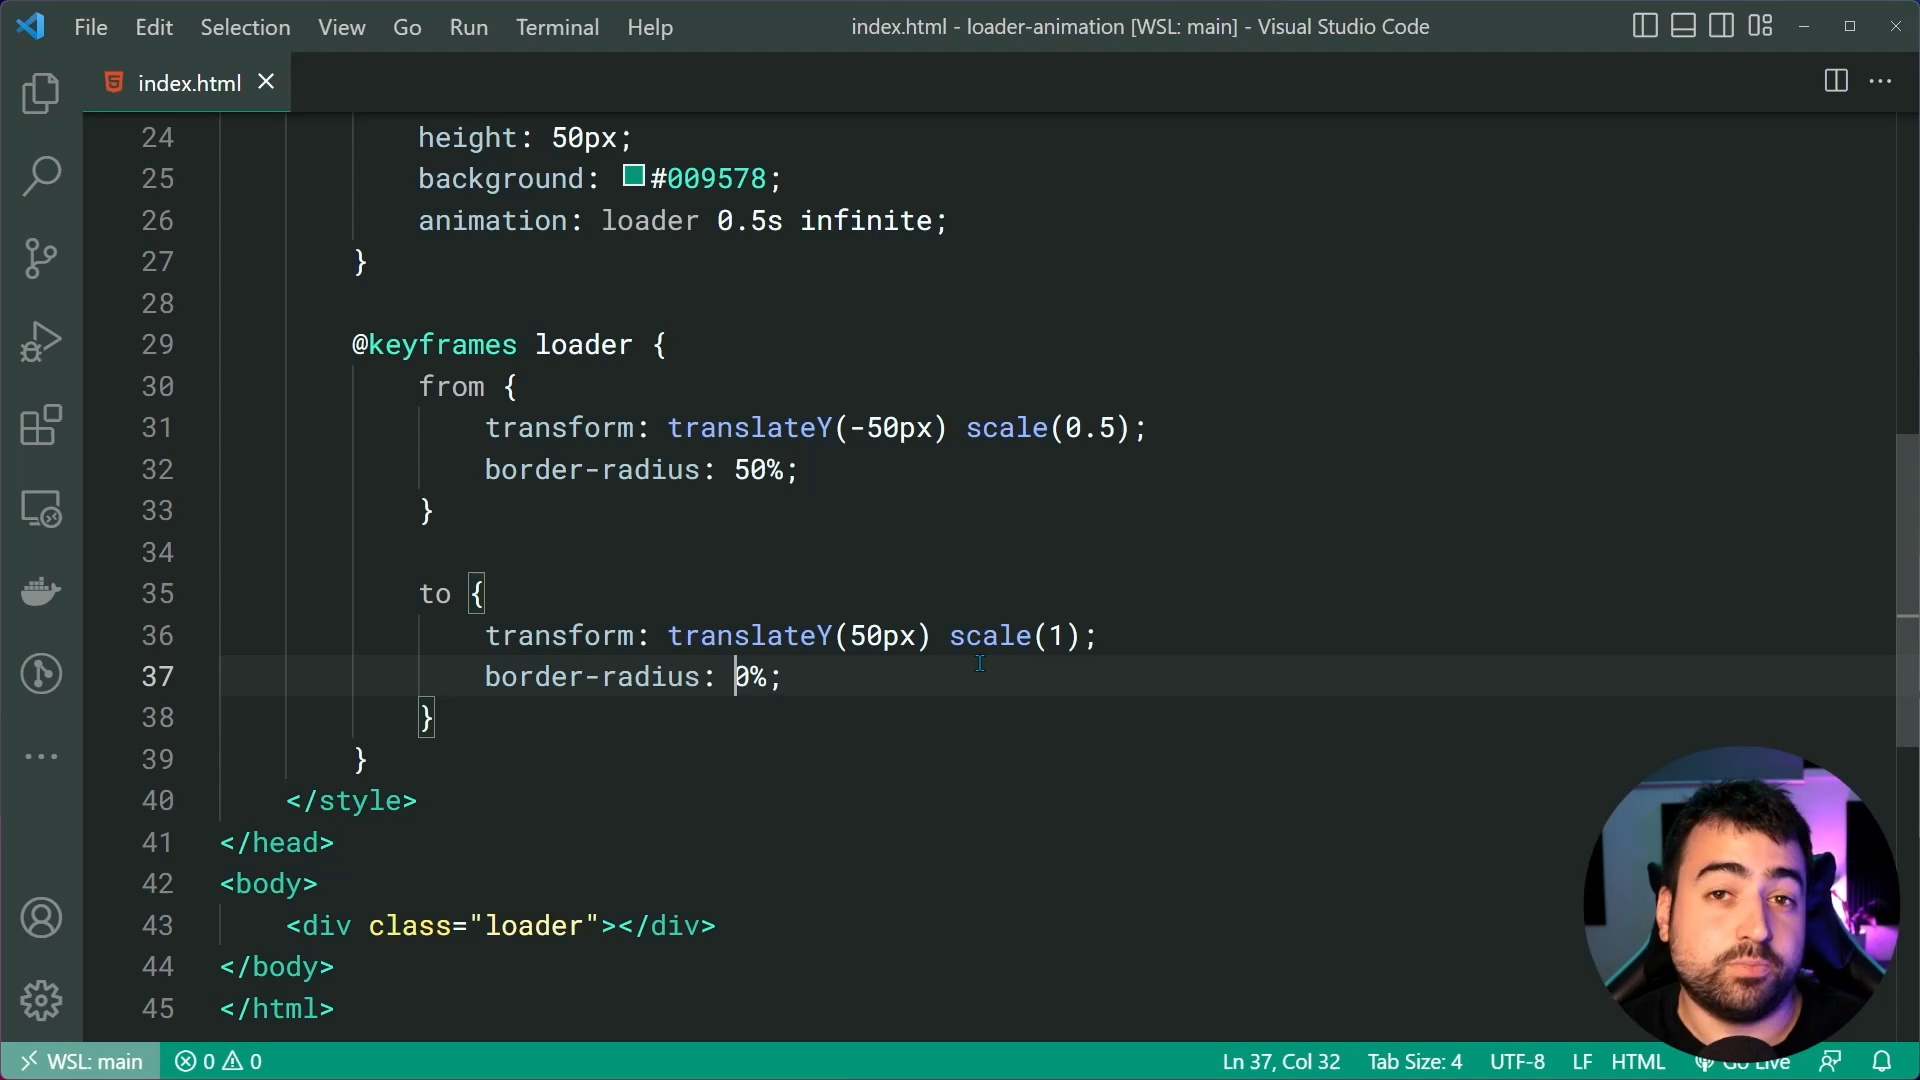 File Edit Selection View Go Run Terminal Help index.html - loader-animation [WSL: main] - Visual Studio Code
index.html
24 height: 50px;
25 background: #009578;
26 animation: loader 0.5s infinite;
27 }
28
29 @keyframes loader {
30 from {
31 transform: translateY(-50px) scale(0.5);
32 border-radius: 50%;
33 }
34
35 to {
36 transform: translateY(50px) scale(1);
37 border-radius: 0%;
38 }
39 }
40 </style>
41 </head>
42 <body>
43 <div class="loader"></div>
44 </body>
45 </html>
WSL: main 0 0 Ln 37, Col 32 Tab Size: 4 UTF-8 LF HTML Go Live